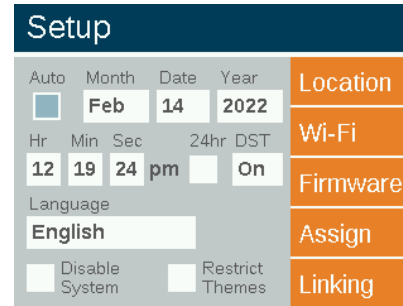 Setup
Auto Month Date Year
Feb 14 2022
Hr Min Sec 24hr DST
12 19 24 pm On
Language
English
Disable System
Restrict Themes
Location
Wi-Fi
Firmware
Assign
Linking